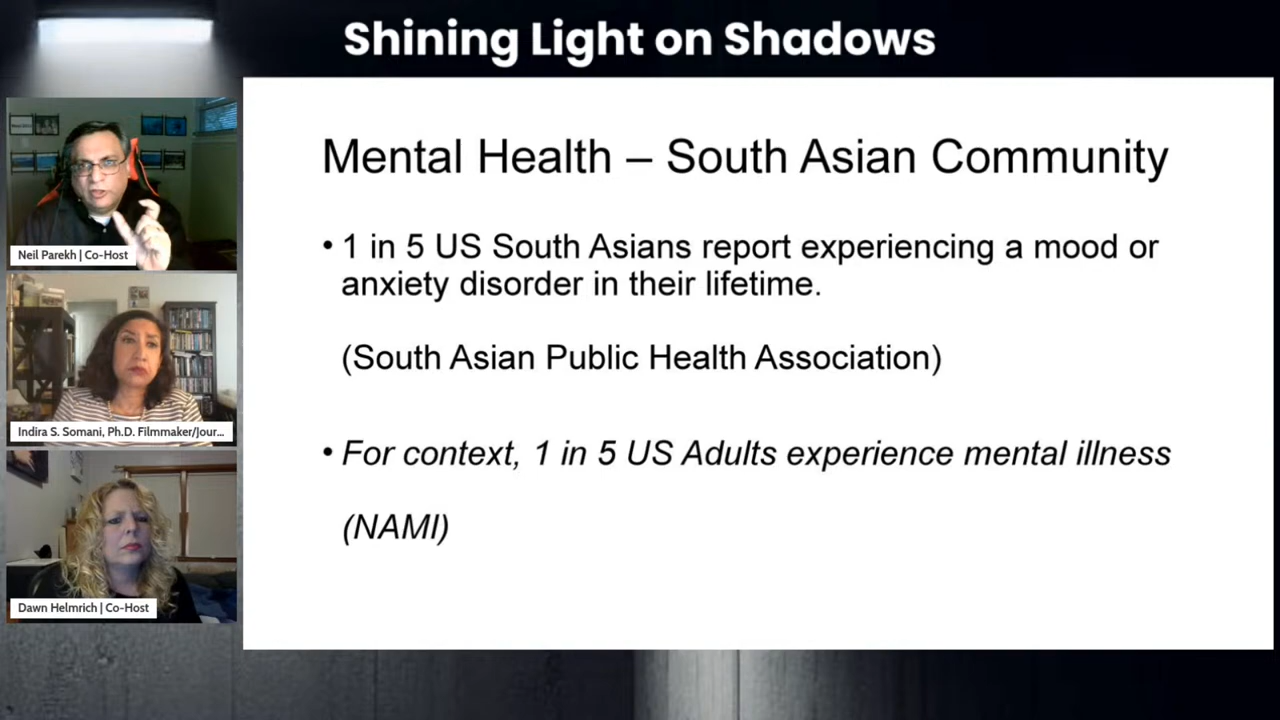 Shining Light on Shadows
Neil Parekh | Co-Host
Indira S. Somani, Ph.D. Filmmaker/Jour...
Dawn Helmrich | Co-Host
Mental Health – South Asian Community
• 1 in 5 US South Asians report experiencing a mood or
anxiety disorder in their lifetime.
(South Asian Public Health Association)
• For context, 1 in 5 US Adults experience mental illness
(NAMI)